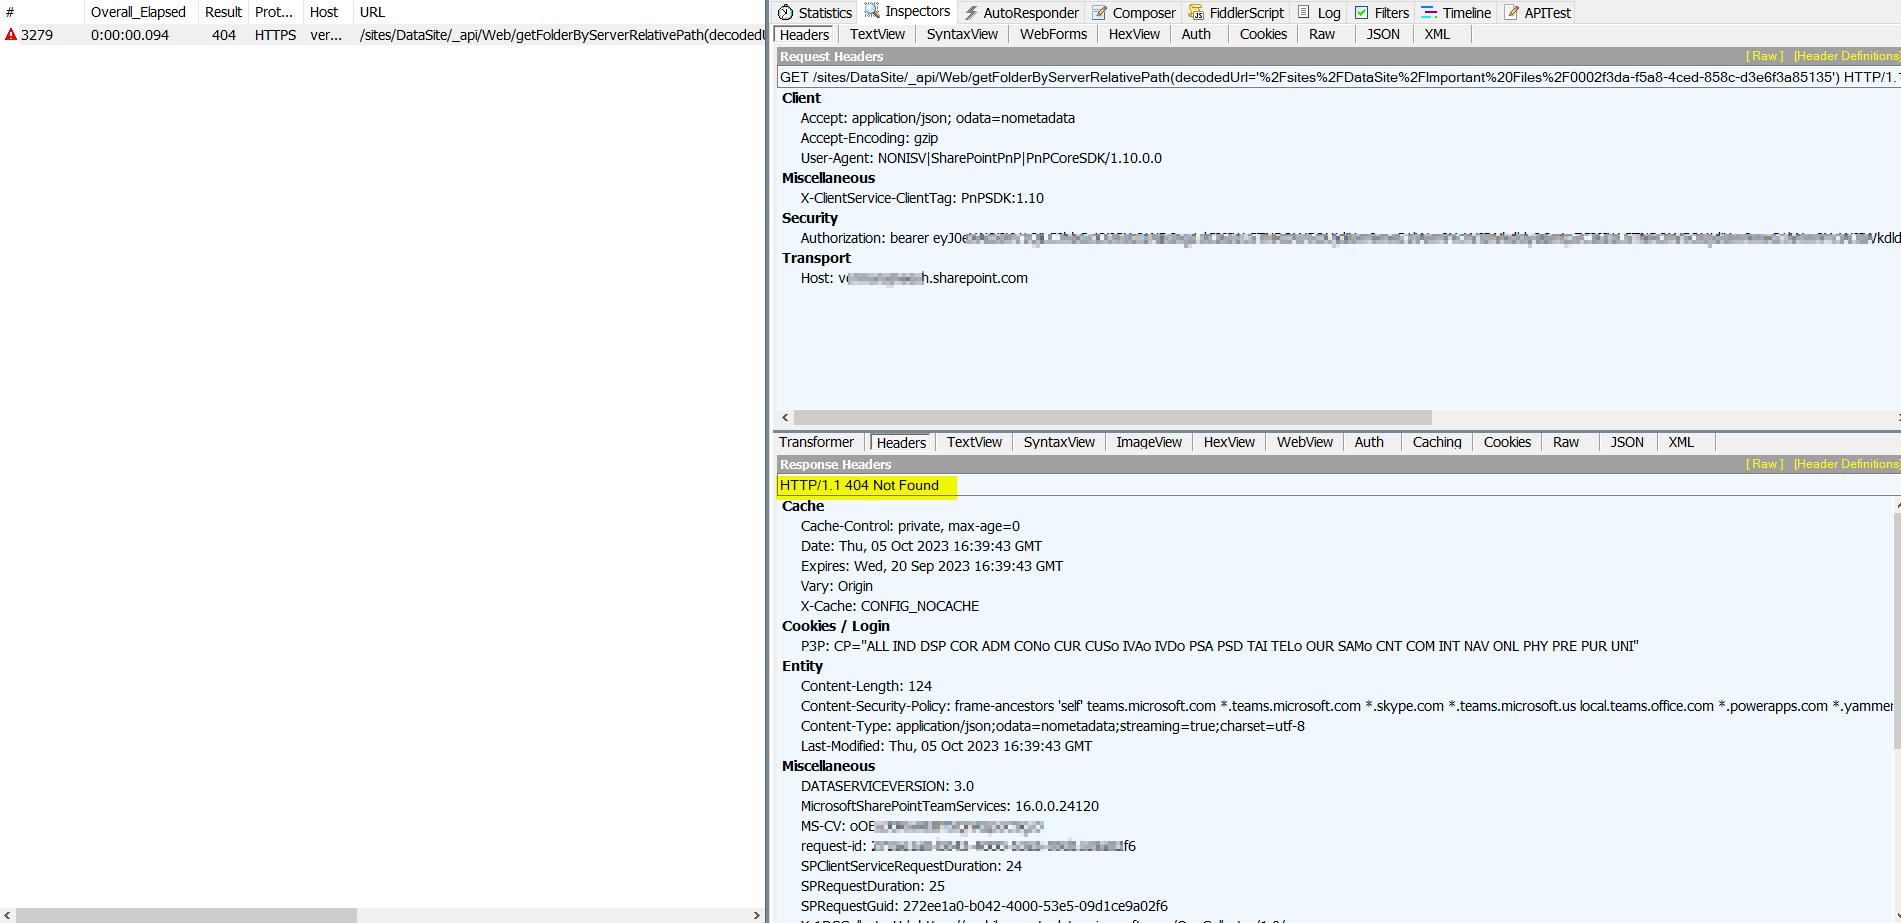 # Overall_Elapsed Result Prot... Host URL
3279 0:00:00.094 404 HTTPS ver... /sites/DataSite/_api/Web/getFolderByServerRelativePath(decodedU
Statistics Inspectors AutoResponder Composer FiddlerScript Log Filters Timeline APITest
Headers TextView SyntaxView WebForms HexView Auth Cookies Raw JSON XML
Request Headers [ Raw ] [Header Definitions]
GET /sites/DataSite/_api/Web/getFolderByServerRelativePath(decodedUrl='%2Fsites%2FDataSite%2FImportant%20Files%2F0002f3da-f5a8-4ced-858c-d3e6f3a85135') HTTP/1.1
Client
Accept: application/json; odata=nometadata
Accept-Encoding: gzip
User-Agent: NONISV|SharePointPnP|PnPCoreSDK/1.10.0.0
Miscellaneous
X-ClientService-ClientTag: PnPSDK:1.10
Security
Authorization: bearer eyJ0e
Transport
Host: v h.sharepoint.com
Transformer Headers TextView SyntaxView ImageView HexView WebView Auth Caching Cookies Raw JSON XML
Response Headers [ Raw ] [Header Definitions]
HTTP/1.1 404 Not Found
Cache
Cache-Control: private, max-age=0
Date: Thu, 05 Oct 2023 16:39:43 GMT
Expires: Wed, 20 Sep 2023 16:39:43 GMT
Vary: Origin
X-Cache: CONFIG_NOCACHE
Cookies / Login
P3P: CP="ALL IND DSP COR ADM CONo CUR CUSo IVAo IVDo PSA PSD TAI TELo OUR SAMo CNT COM INT NAV ONL PHY PRE PUR UNI"
Entity
Content-Length: 124
Content-Security-Policy: frame-ancestors 'self' teams.microsoft.com *.teams.microsoft.com *.skype.com *.teams.microsoft.us local.teams.office.com *.powerapps.com *.yammer
Content-Type: application/json;odata=nometadata;streaming=true;charset=utf-8
Last-Modified: Thu, 05 Oct 2023 16:39:43 GMT
Miscellaneous
DATASERVICEVERSION: 3.0
MicrosoftSharePointTeamServices: 16.0.0.24120
MS-CV: oOE
request-id:
SPClientServiceRequestDuration: 24
SPRequestDuration: 25
SPRequestGuid: 272ee1a0-b042-4000-53e5-09d1ce9a02f6